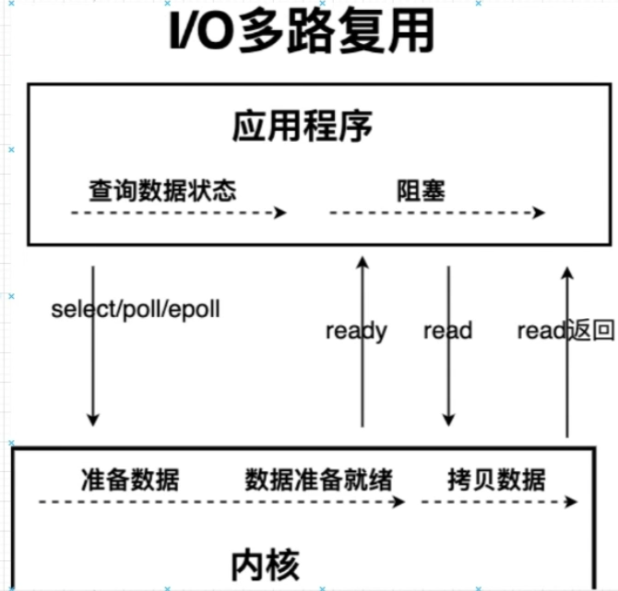 I/O多路复用
应用程序
查询数据状态 阻塞
select/poll/epoll
ready read read返回
准备数据 数据准备就绪 拷贝数据
内核